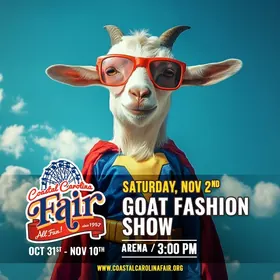 Coastal Carolina
Fair
since 1957
All Fun!
OCT 31ST - NOV 10TH
SATURDAY, NOV 2ND
GOAT FASHION
SHOW
ARENA / 3:00 PM
WWW.COASTALCAROLINAFAIR.ORG